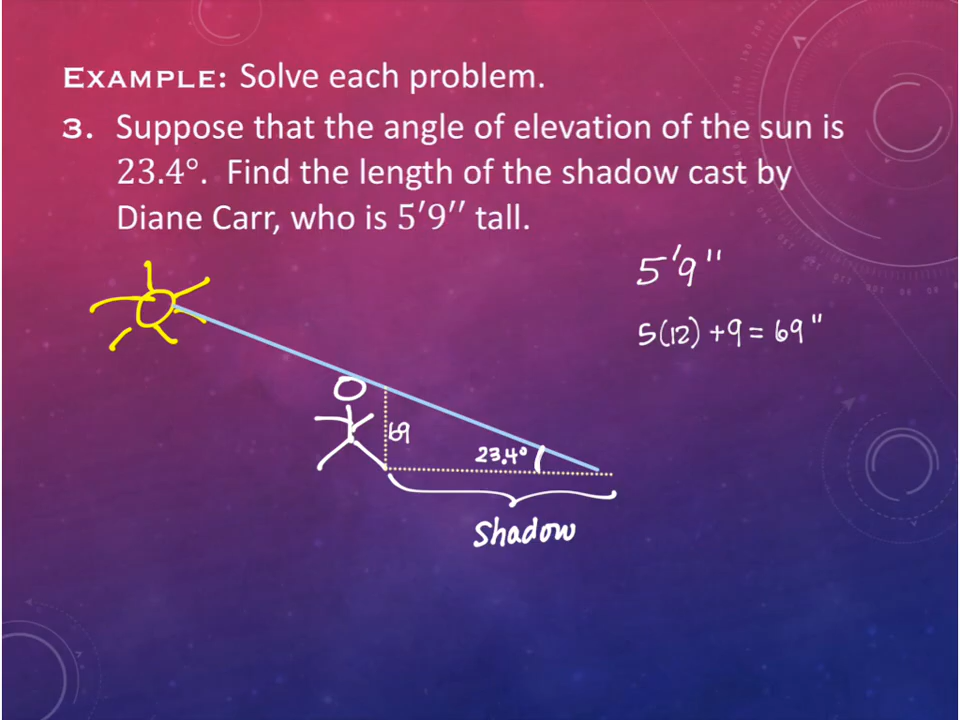 EXAMPLE: Solve each problem.
3. Suppose that the angle of elevation of the sun is
23.4°. Find the length of the shadow cast by
Diane Carr, who is 5′9′′ tall.
5'9"
5(12) +9 = 69"
69
23.4°
Shadow